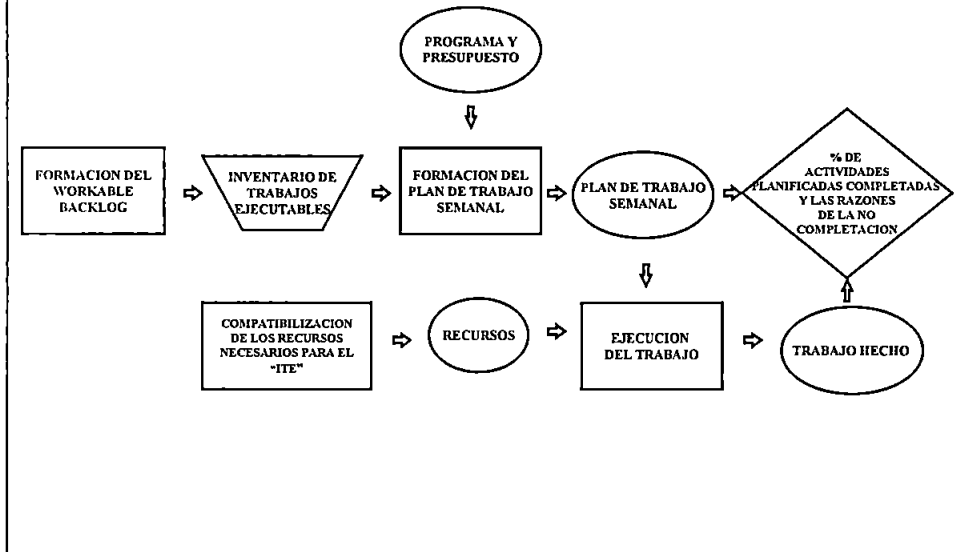 PROGRAMA Y
PRESUPUESTO
FORMACION DEL
WORKABLE
BACKLOG
INVENTARIO DE
TRABAJOS
EJECUTABLES
FORMACION DEL
PLAN DE TRABAJO
SEMANAL
PLAN DE TRABAJO
SEMANAL
% DE
ACTIVIDADES
PLANIFICADAS COMPLETADAS
Y LAS RAZONES
DE LA NO
COMPLETACION
COMPATIBILIZACION
DE LOS RECURSOS
NECESARIOS PARA EL
"ITE"
RECURSOS
EJECUCION
DEL TRABAJO
TRABAJO HECHO